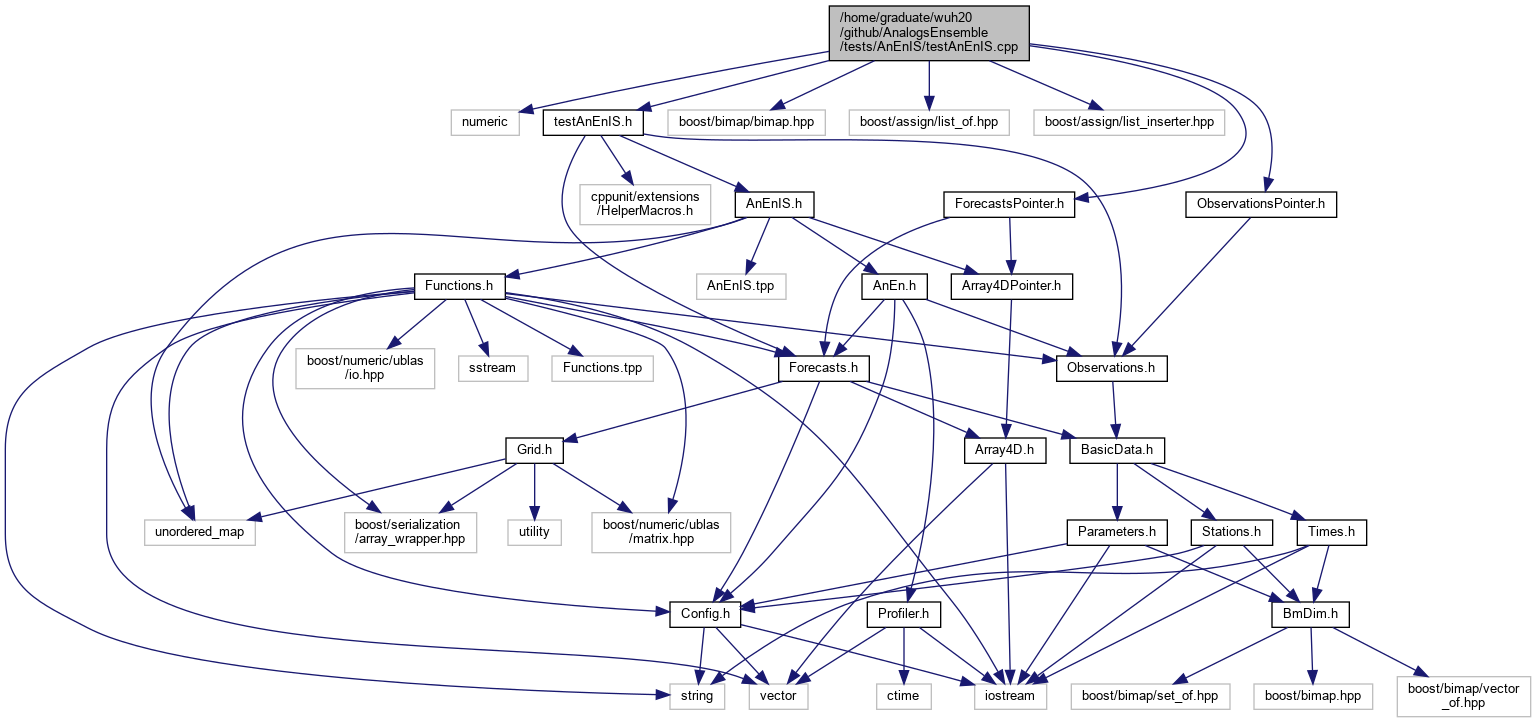 /home/graduate/wuh20
/github/AnalogsEnsemble
/tests/AnEnIS/testAnEnIS.cpp
numeric
testAnEnIS.h
boost/bimap/bimap.hpp
boost/assign/list_of.hpp
boost/assign/list_inserter.hpp
cppunit/extensions
/HelperMacros.h
AnEnIS.h
ForecastsPointer.h
ObservationsPointer.h
Functions.h
AnEnIS.tpp
AnEn.h
Array4DPointer.h
boost/numeric/ublas
/io.hpp
sstream
Functions.tpp
Forecasts.h
Observations.h
Grid.h
Array4D.h
BasicData.h
unordered_map
boost/serialization
/array_wrapper.hpp
utility
boost/numeric/ublas
/matrix.hpp
Parameters.h
Stations.h
Times.h
Config.h
Profiler.h
BmDim.h
string
vector
ctime
iostream
boost/bimap/set_of.hpp
boost/bimap.hpp
boost/bimap/vector
_of.hpp